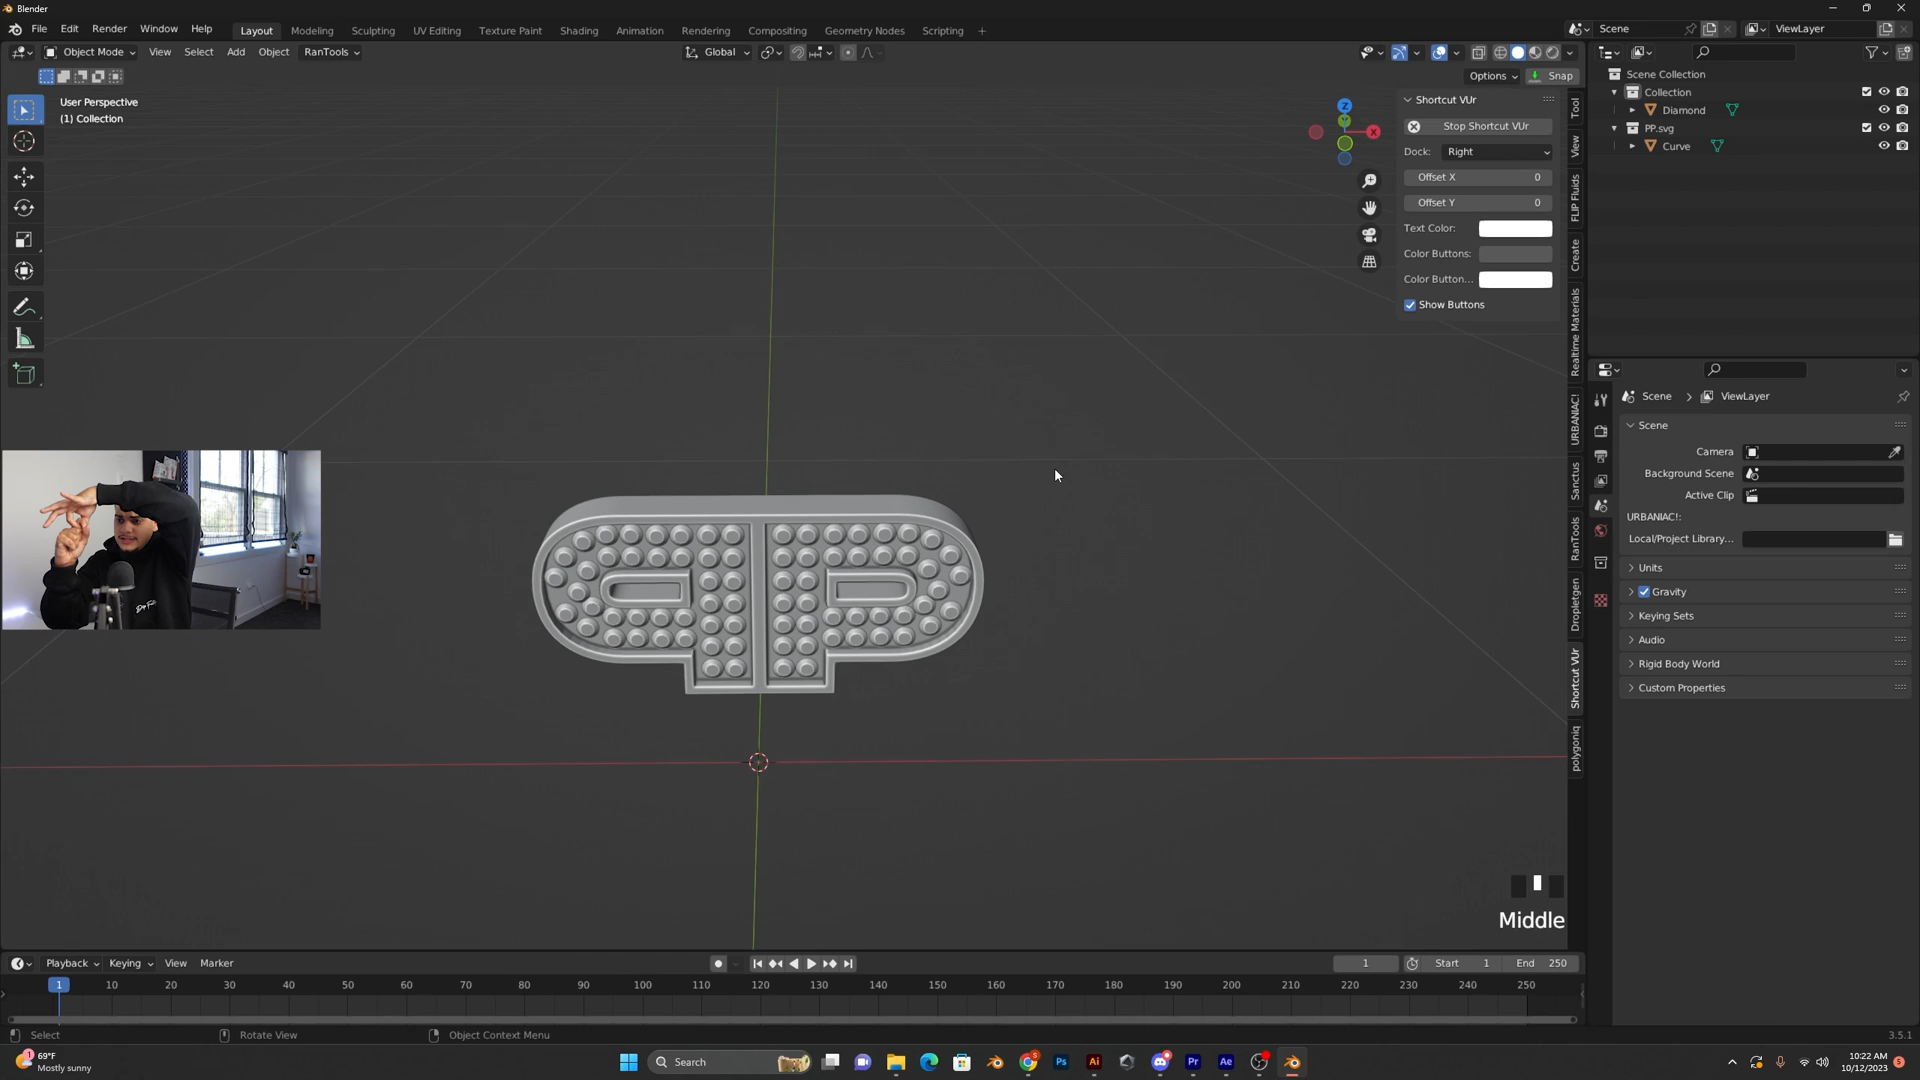 Blender
File Edit Render Window Help Layout Modeling Sculpting UV Editing Texture Paint Shading Animation Rendering Compositing Geometry Nodes Scripting + Scene ViewLayer
Object Mode View Select Add Object RanTools Global
Options Snap
User Perspective
(1) Collection
Z
Y
X
Shortcut VUr
Stop Shortcut VUr
Dock: Right
Offset X 0
Offset Y 0
Text Color:
Color Buttons:
Color Button...
Show Buttons
Tool
View
FLIP Fluids
Create
Realtime Materials
URBANIAC!
Sanctus
RanTools
Dropletgen
Shortcut VUr
polygoniq
Scene Collection
Collection
Diamond
PP.svg
Curve
Scene > ViewLayer
Scene
Camera
Background Scene
Active Clip
URBANIAC!:
Local/Project Library...
Units
Gravity
Keying Sets
Audio
Rigid Body World
Custom Properties
Middle
Playback Keying View Marker 1 Start 1 End 250
1 10 20 30 40 50 60 70 80 90 100 110 120 130 140 150 160 170 180 190 200 210 220 230 240 250
Select Rotate View Object Context Menu 3.5.1
1 69°F
Mostly sunny
Search
S
Ps
Ai
Pr
Ae
10:22 AM
10/12/2023
5